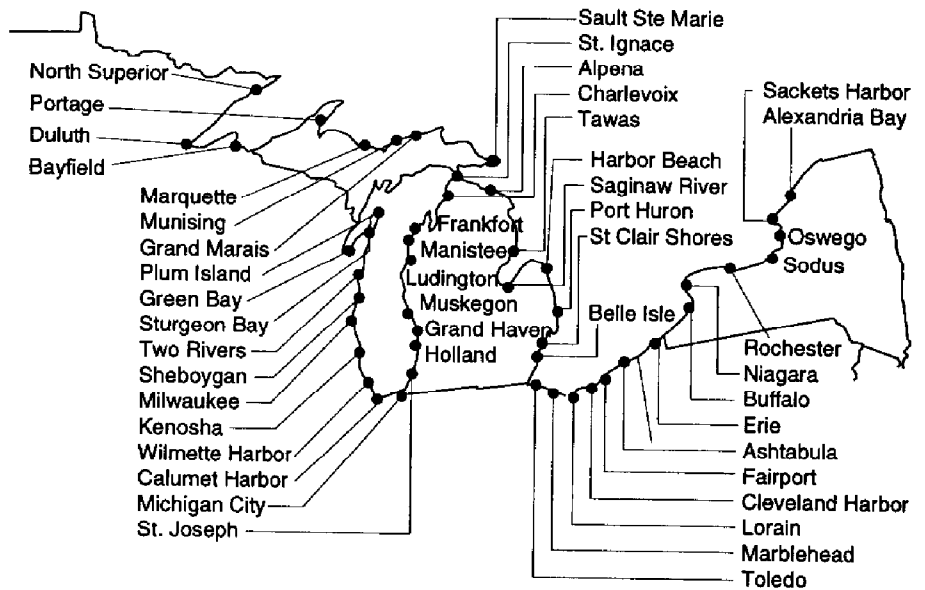 Sault Ste Marie
St. Ignace
Alpena
Charlevoix
Tawas
Harbor Beach
Saginaw River
Port Huron
St Clair Shores
North Superior
Portage
Duluth
Bayfield
Sackets Harbor
Alexandria Bay
Marquette
Munising
Grand Marais
Plum Island
Green Bay
Sturgeon Bay
Two Rivers
Sheboygan
Milwaukee
Kenosha
Wilmette Harbor
Calumet Harbor
Michigan City
St. Joseph
Frankfort
Manistee
Ludington
Muskegon
Grand Haven
Holland
Belle Isle
Oswego
Sodus
Rochester
Niagara
Buffalo
Erie
Ashtabula
Fairport
Cleveland Harbor
Lorain
Marblehead
Toledo